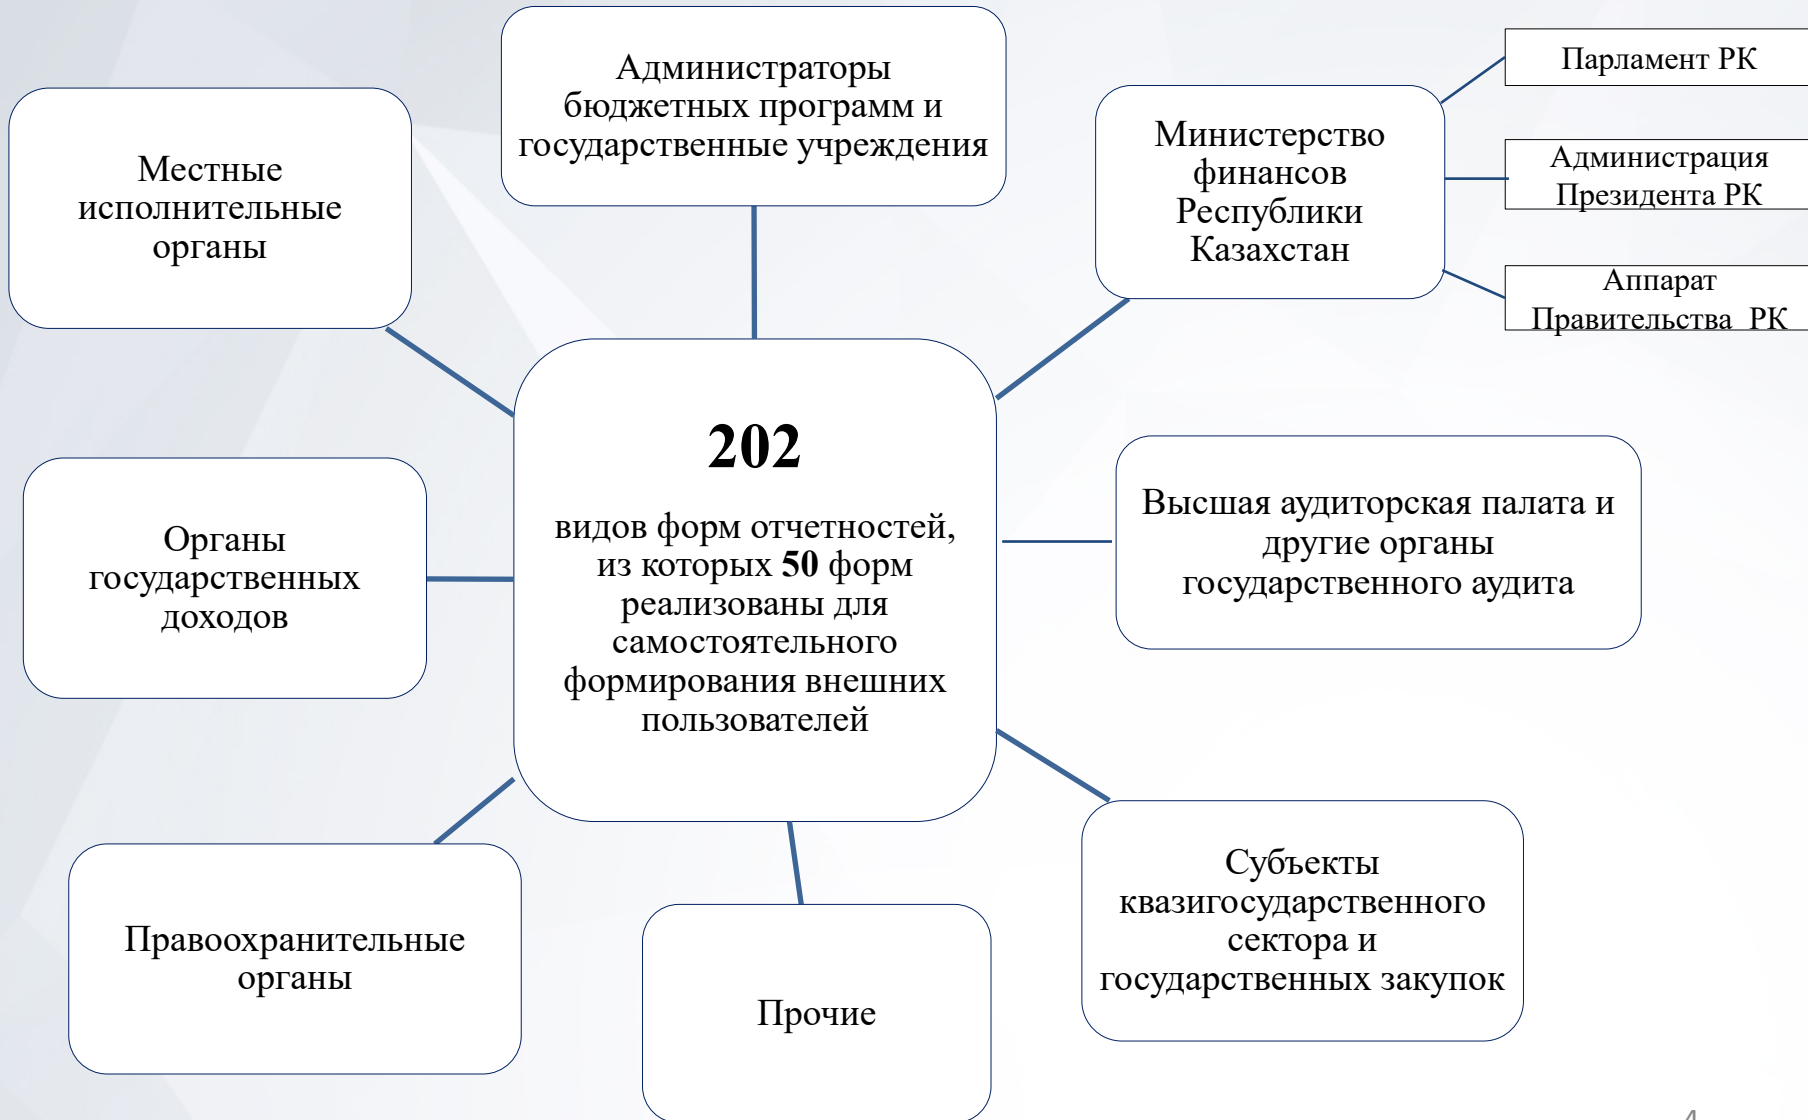 Администраторы
бюджетных программ и
государственные учреждения
Парламент РК
Министерство
финансов
Республики
Казахстан
Администрация
Президента РК
Аппарат
Правительства РК
Местные
исполнительные
органы
202
видов форм отчетностей,
из которых 50 форм
реализованы для
самостоятельного
формирования внешних
пользователей
Высшая аудиторская палата и
другие органы
государственного аудита
Органы
государственных
доходов
Субъекты
квазигосударственного
сектора и
государственных закупок
Правоохранительные
органы
Прочие
4